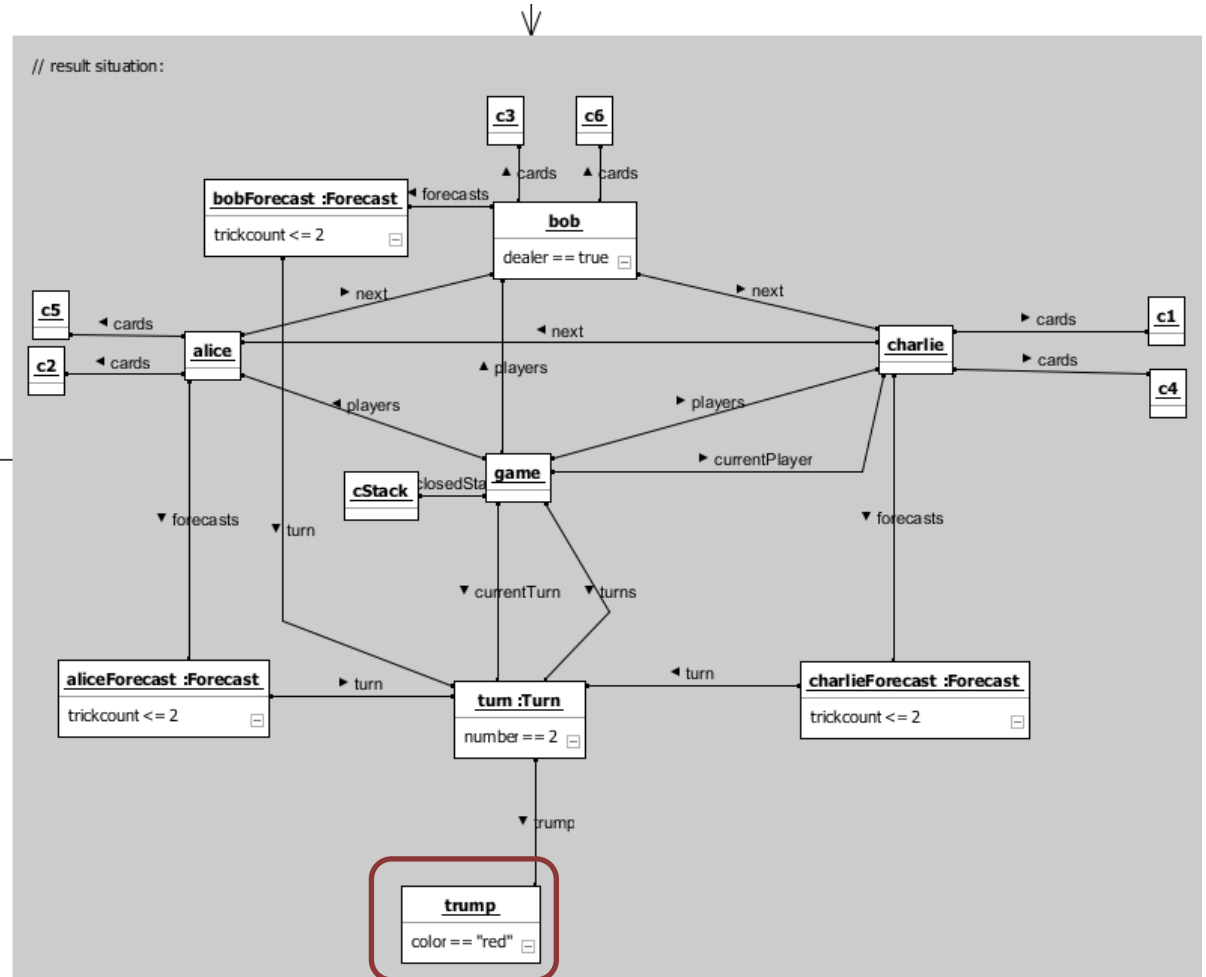 // result situation:
c3
c6
▲ cards
▲ cards
bobForecast :Forecast
trickcount <= 2
◄ forecasts
bob
dealer == true
► next
► next
c5
◄ cards
c2
◄ cards
alice
◄ next
charlie
► cards
c1
► cards
c4
▲ players
◄ players
► players
► currentPlayer
game
cStack
closedSta
▼ forecasts
▼ turn
▼ forecasts
▼ currentTurn
▼ turns
aliceForecast :Forecast
trickcount <= 2
► turn
◄ turn
turn :Turn
number == 2
charlieForecast :Forecast
trickcount <= 2
▼ trump
trump
color == "red"